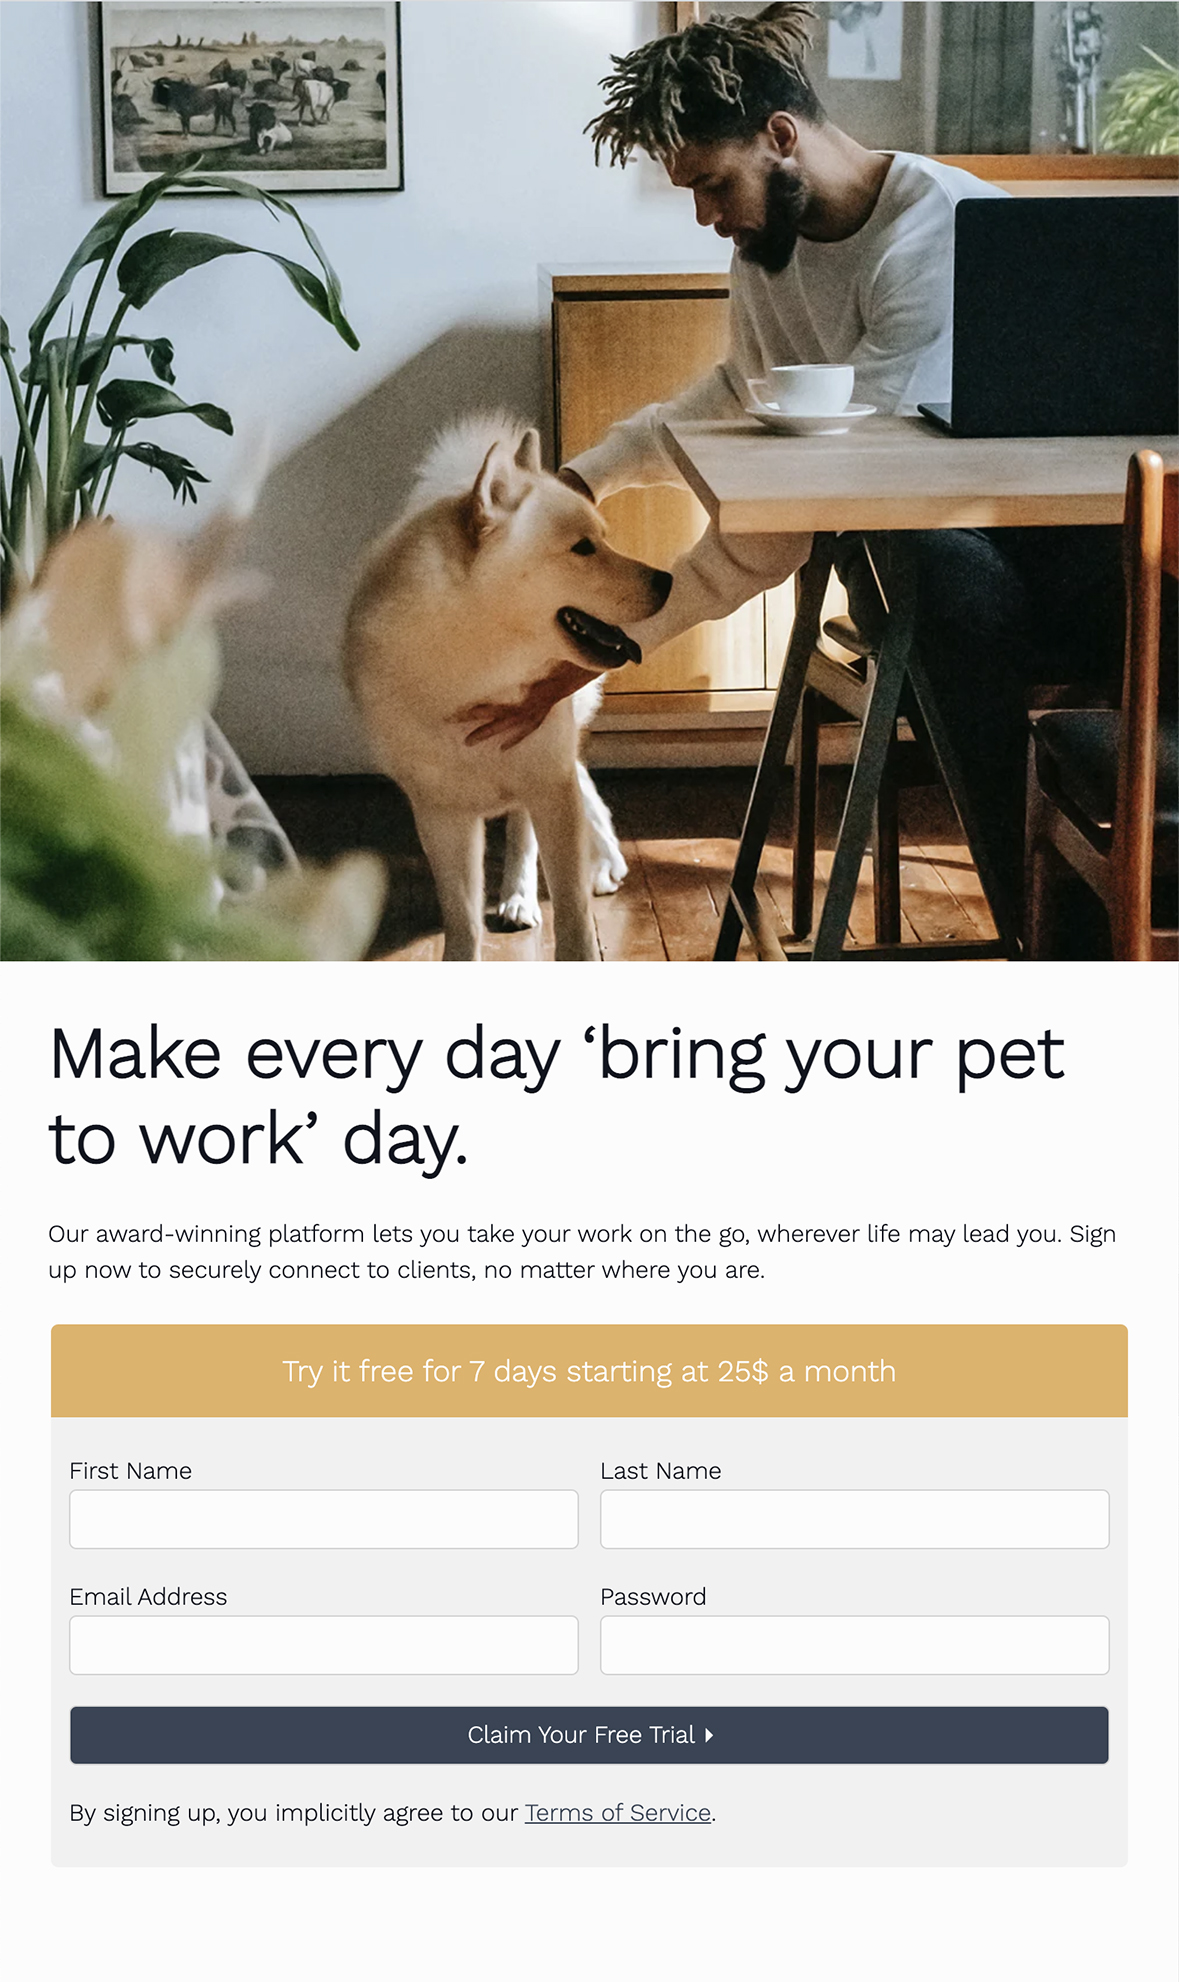 Make every day ‘bring your pet
to work’ day.
Our award-winning platform lets you take your work on the go, wherever life may lead you. Sign
up now to securely connect to clients, no matter where you are.
Try it free for 7 days starting at 25$ a month
First Name
Last Name
Email Address
Password
Claim Your Free Trial
By signing up, you implicitly agree to our Terms of Service.